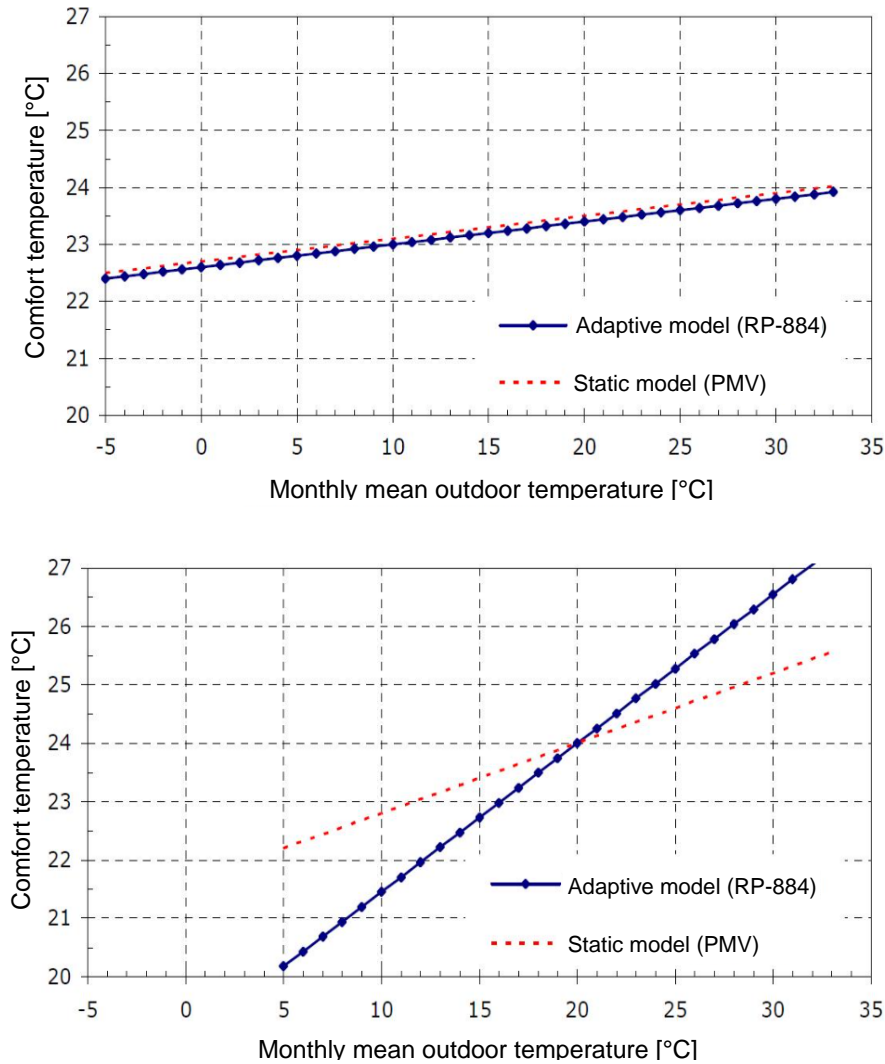 27
26
25
24
23
22
21
20
Comfort temperature [°C]
Adaptive model (RP-884)
Static model (PMV)
-5 0 5 10 15 20 25 30 35
Monthly mean outdoor temperature [°C]
27
26
25
24
23
22
21
20
Comfort temperature [°C]
Adaptive model (RP-884)
Static model (PMV)
-5 0 5 10 15 20 25 30 35
Monthly mean outdoor temperature [°C]